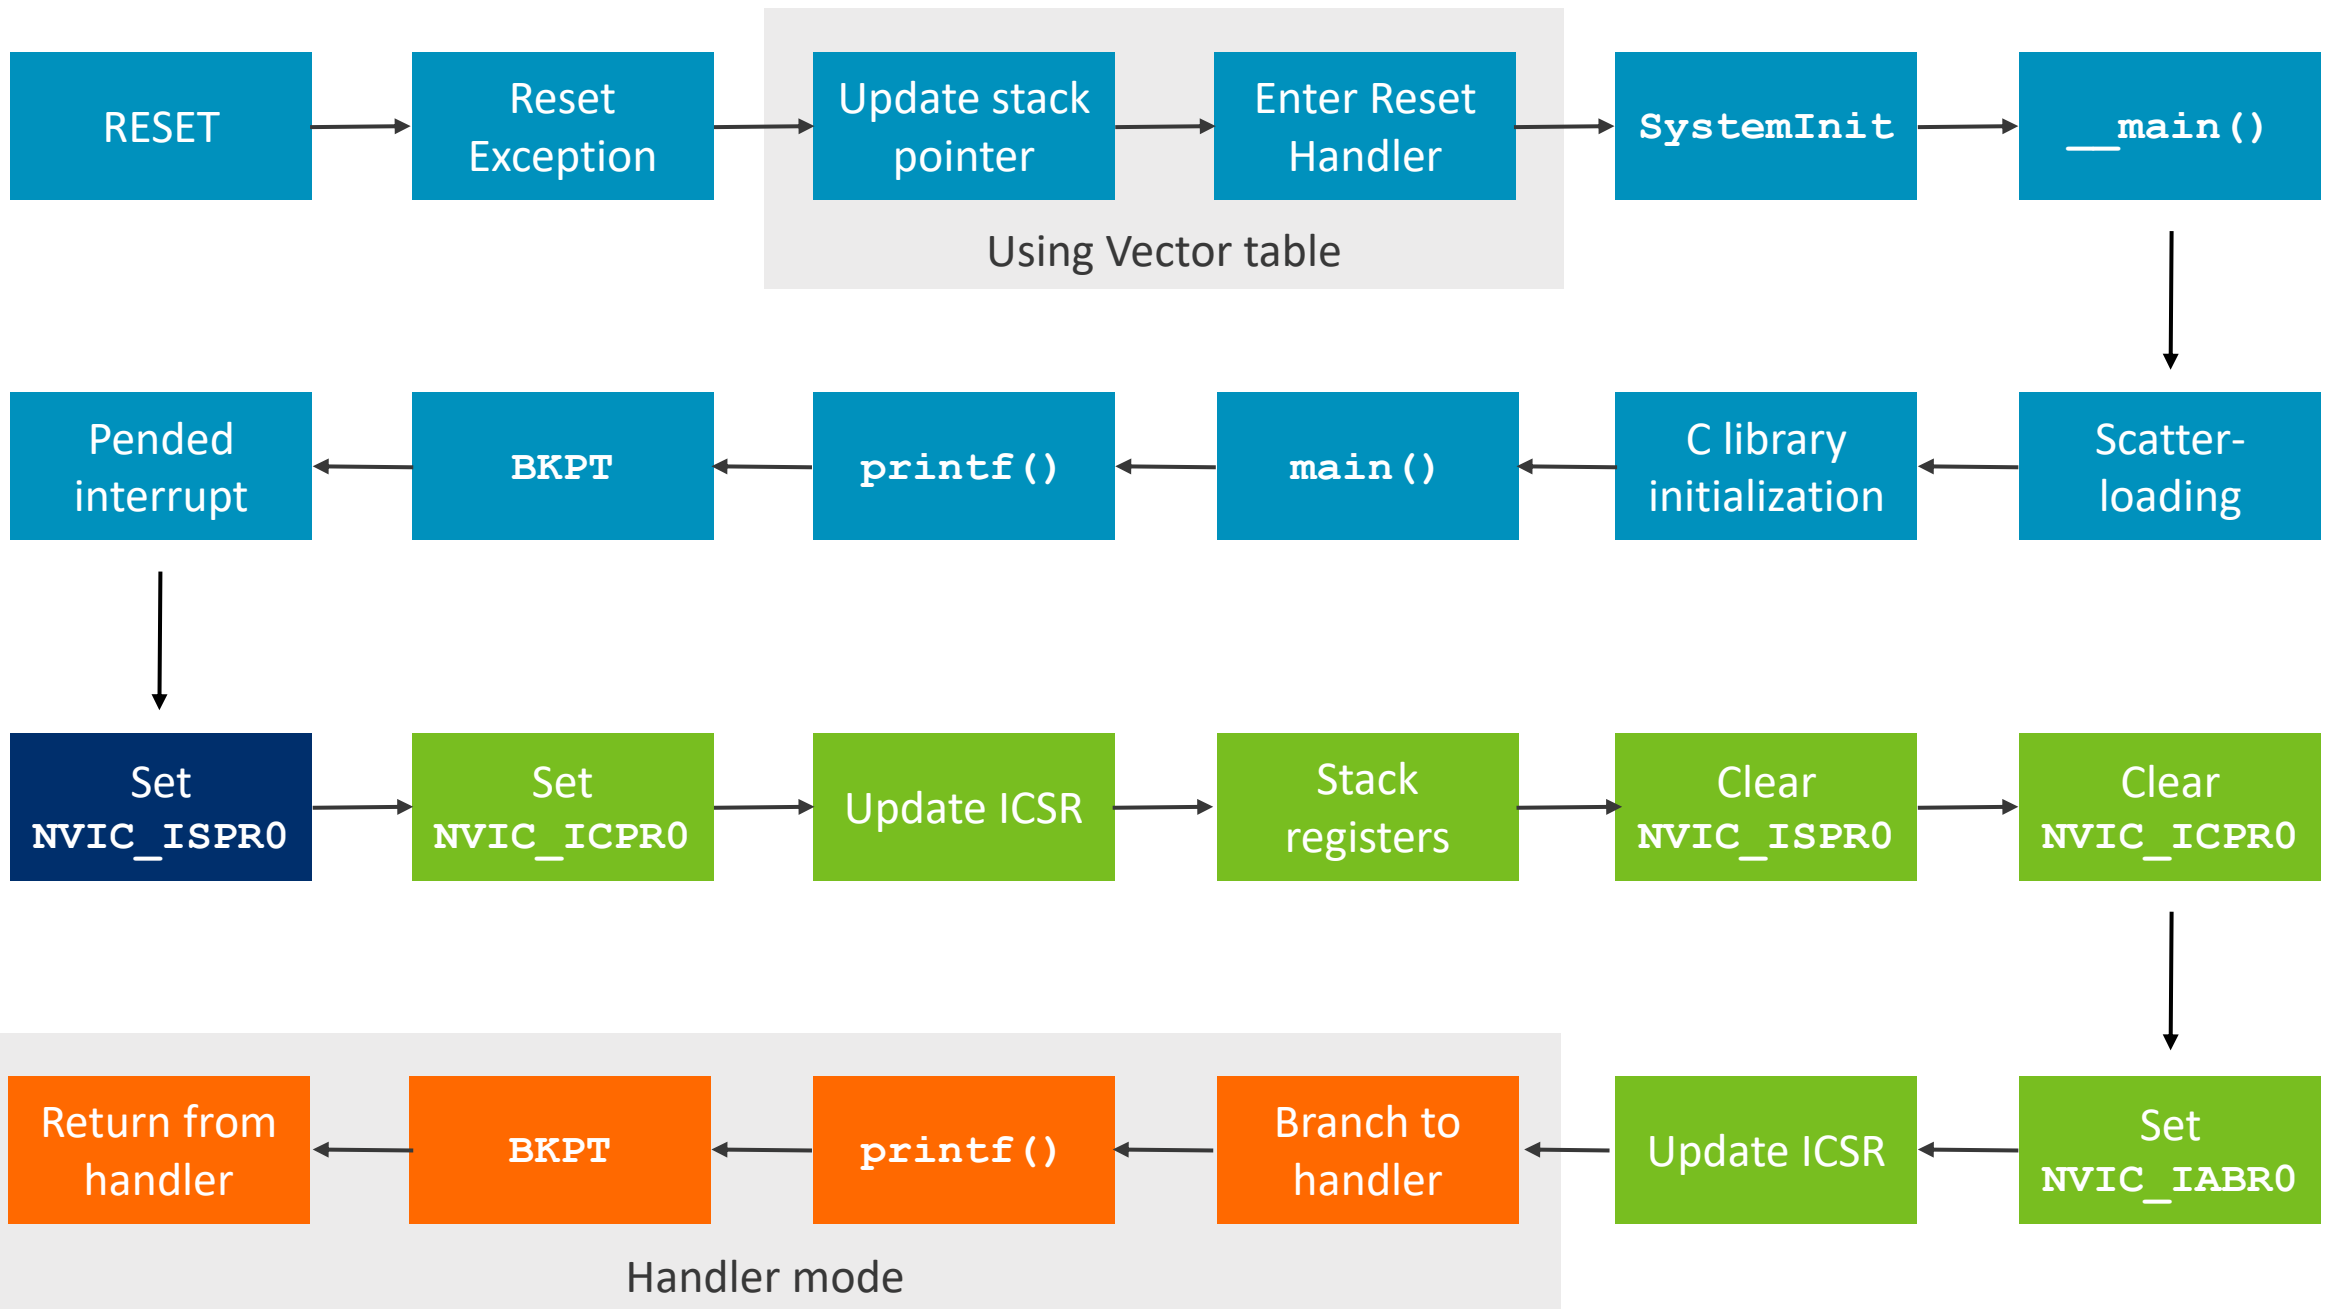 RESET
Reset
Exception
Update stack
pointer
Enter Reset
Handler
SystemInit
__main()
Using Vector table
Pended
interrupt
BKPT
printf()
main()
C library
initialization
Scatter-
loading
Set
NVIC_ISPR0
Set
NVIC_ICPR0
Update ICSR
Stack
registers
Clear
NVIC_ISPR0
Clear
NVIC_ICPR0
Return from
handler
BKPT
printf()
Branch to
handler
Update ICSR
Set
NVIC_IABR0
Handler mode